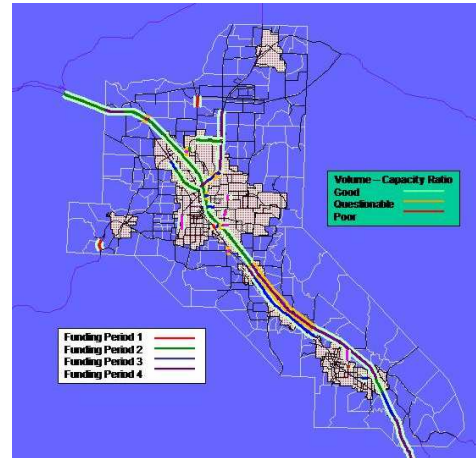 Volume – Capacity Ratio
Good
Questionable
Poor
Funding Period 1
Funding Period 2
Funding Period 3
Funding Period 4